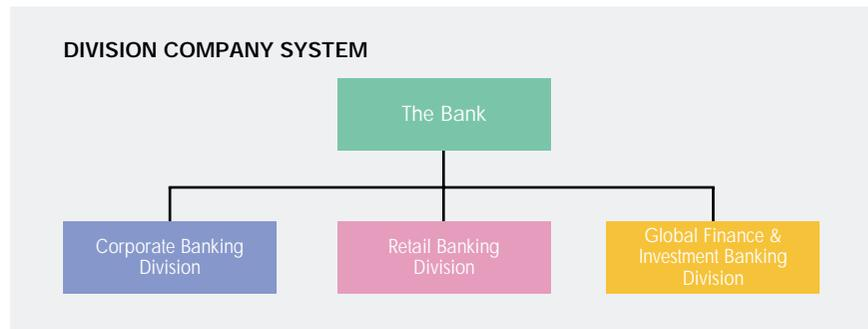 DIVISION COMPANY SYSTEM
The Bank
Corporate Banking
Division
Retail Banking
Division
Global Finance &
Investment Banking
Division